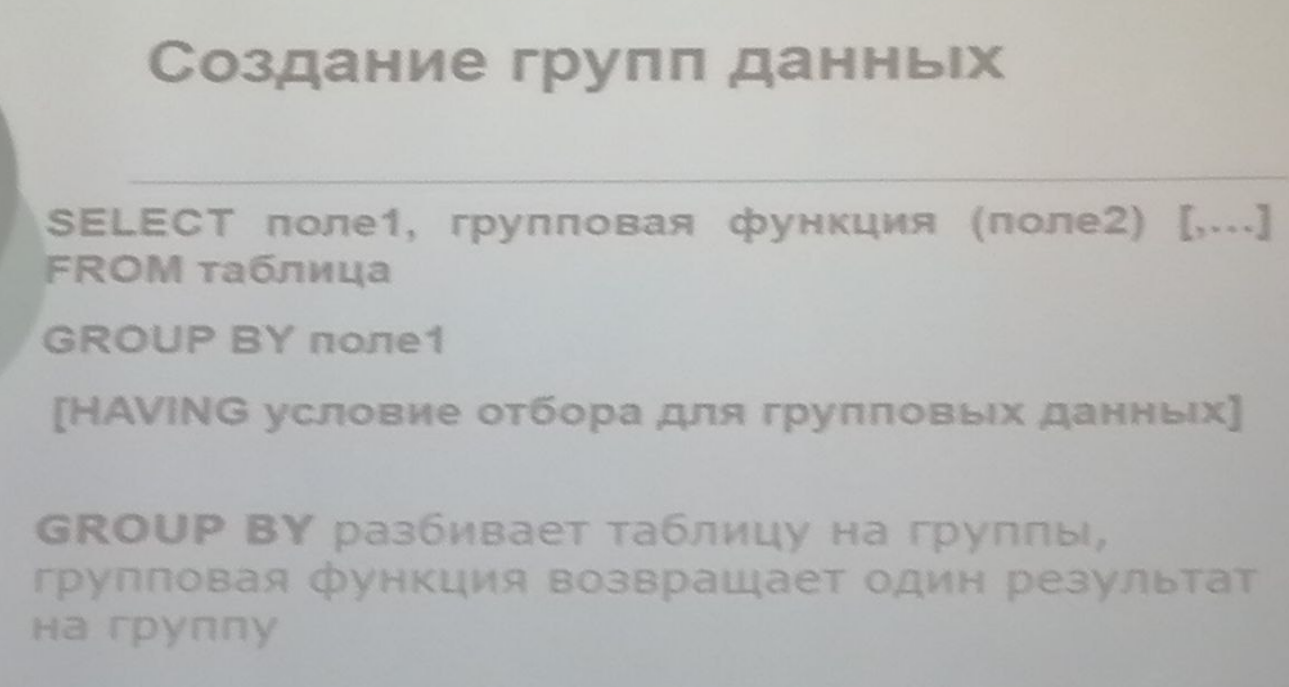 Создание групп данных
SELECT поле1, групповая функция (поле2) [,...]
FROM таблица
GROUP BY поле1
[HAVING условие отбора для групповых данных]
GROUP BY разбивает таблицу на группы,
групповая функция возвращает один результат
на группу